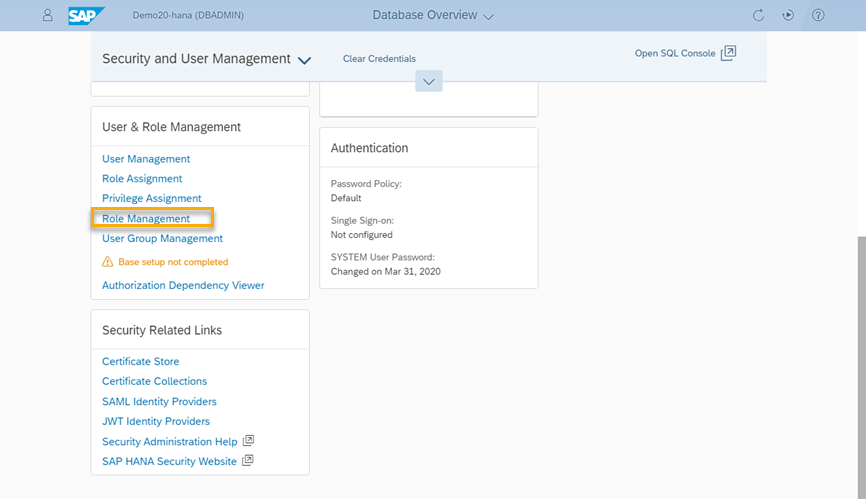 SAP
Demo20-hana (DBADMIN)
Database Overview
Security and User Management
Clear Credentials
Open SQL Console
User & Role Management
User Management
Role Assignment
Privilege Assignment
Role Management
User Group Management
Base setup not completed
Authorization Dependency Viewer
Authentication
Password Policy:
Default
Single Sign-on:
Not configured
SYSTEM User Password:
Changed on Mar 31, 2020
Security Related Links
Certificate Store
Certificate Collections
SAML Identity Providers
JWT Identity Providers
Security Administration Help
SAP HANA Security Website